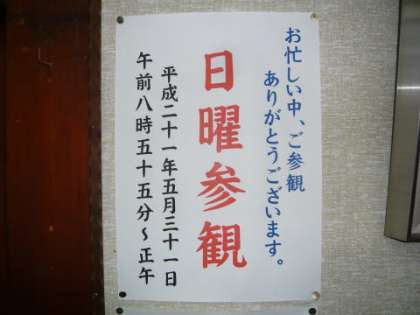 お忙しい中、ご参観
ありがとうございます。
日曜参観
平成二十一年五月三十一日
午前八時五十五分～正午